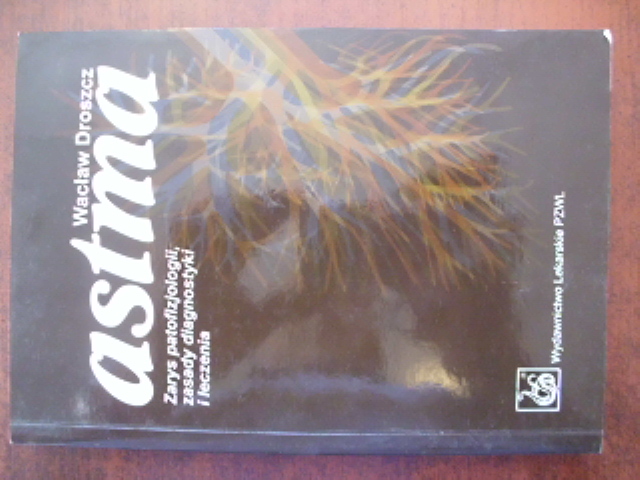 Wacław Droszcz
astma
Zarys patofizjologii,
zasady diagnostyki
i leczenia
Wydawnictwo Lekarskie PZWL